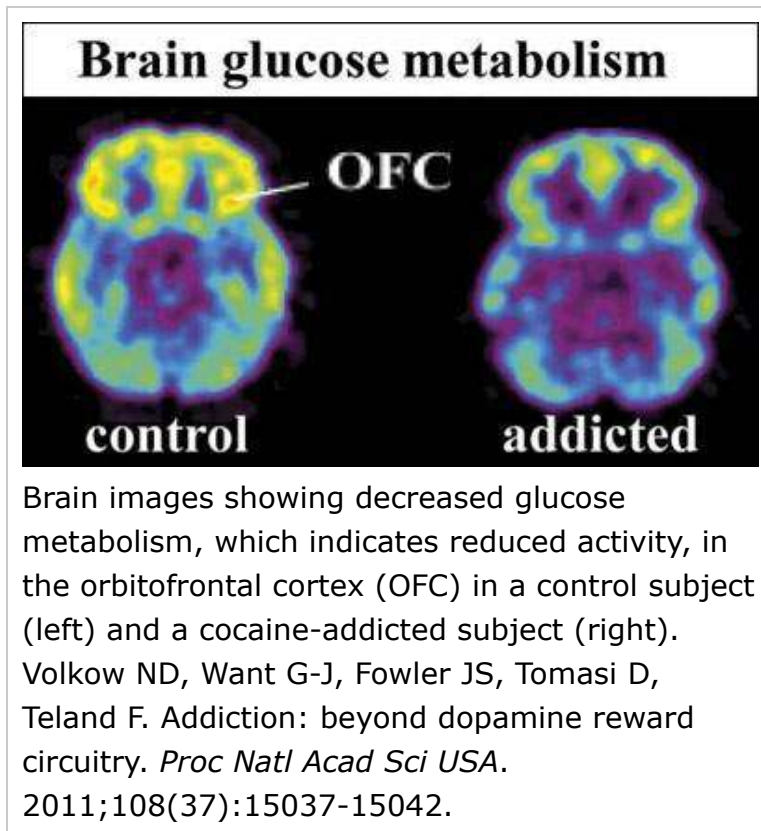 Brain glucose metabolism
OFC
control addicted
Brain images showing decreased glucose
metabolism, which indicates reduced activity, in
the orbitofrontal cortex (OFC) in a control subject
(left) and a cocaine-addicted subject (right).
Volkow ND, Want G-J, Fowler JS, Tomasi D,
Teland F. Addiction: beyond dopamine reward
circuitry. Proc Natl Acad Sci USA.
2011;108(37):15037-15042.